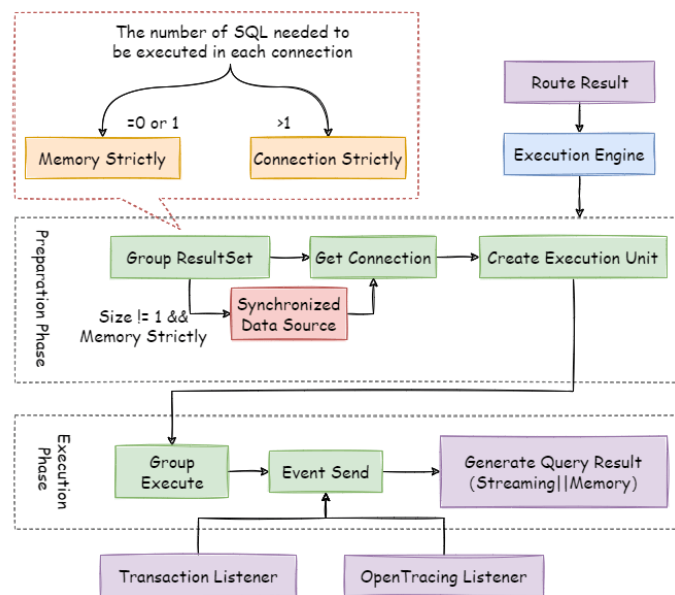 The number of SQL needed to
be executed in each connection
=0 or 1
>1
Memory Strictly
Connection Strictly
Route Result
Execution Engine
Preparation Phase
Group ResultSet
Get Connection
Create Execution Unit
Size != 1 &&
Memory Strictly
Synchronized
Data Source
Execution
Phase
Group
Execute
Event Send
Generate Query Result
(Streaming||Memory)
Transaction Listener
OpenTracing Listener